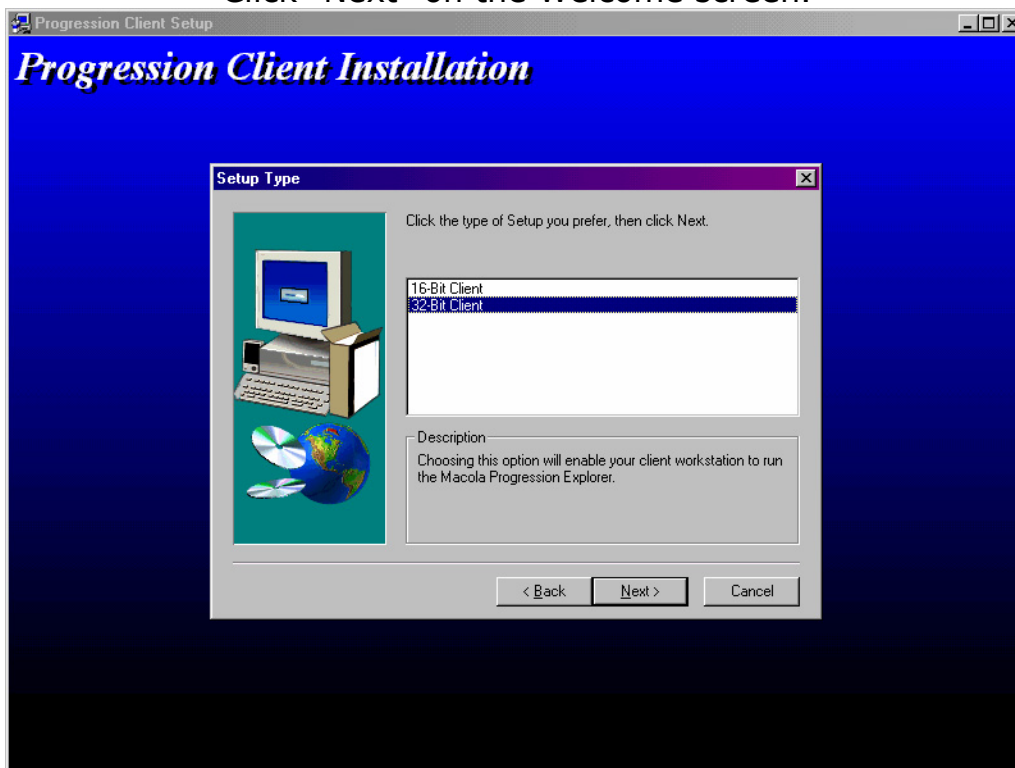 Click "Next" on the Welcome screen.
Progression Client Setup
Progression Client Installation
Setup Type
Click the type of Setup you prefer, then click Next.
16-Bit Client
32-Bit Client
Description
Choosing this option will enable your client workstation to run
the Macola Progression Explorer.
< Back
Next >
Cancel